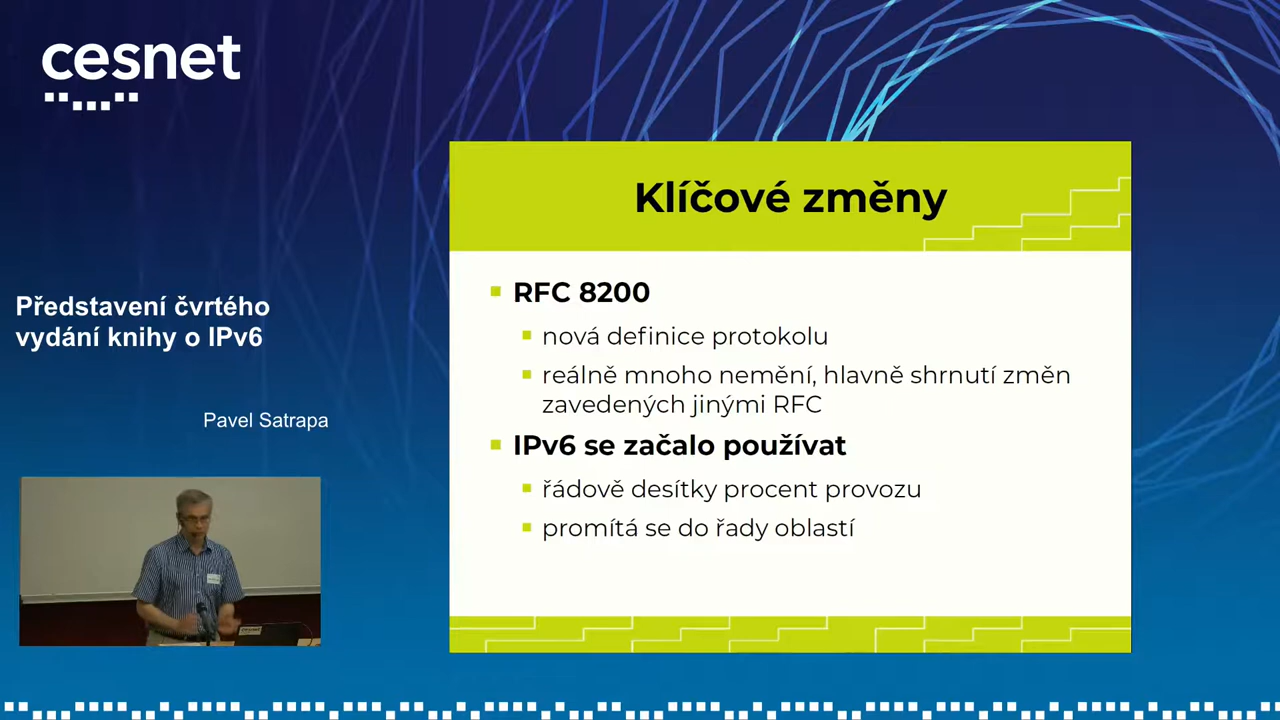 cesnet
Představení čvrtého
vydání knihy o IPv6
Pavel Satrapa
Klíčové změny
RFC 8200
nová definice protokolu
reálně mnoho nemění, hlavně shrnutí změn
zavedených jinými RFC
IPv6 se začalo používat
řádově desítky procent provozu
promítá se do řady oblastí